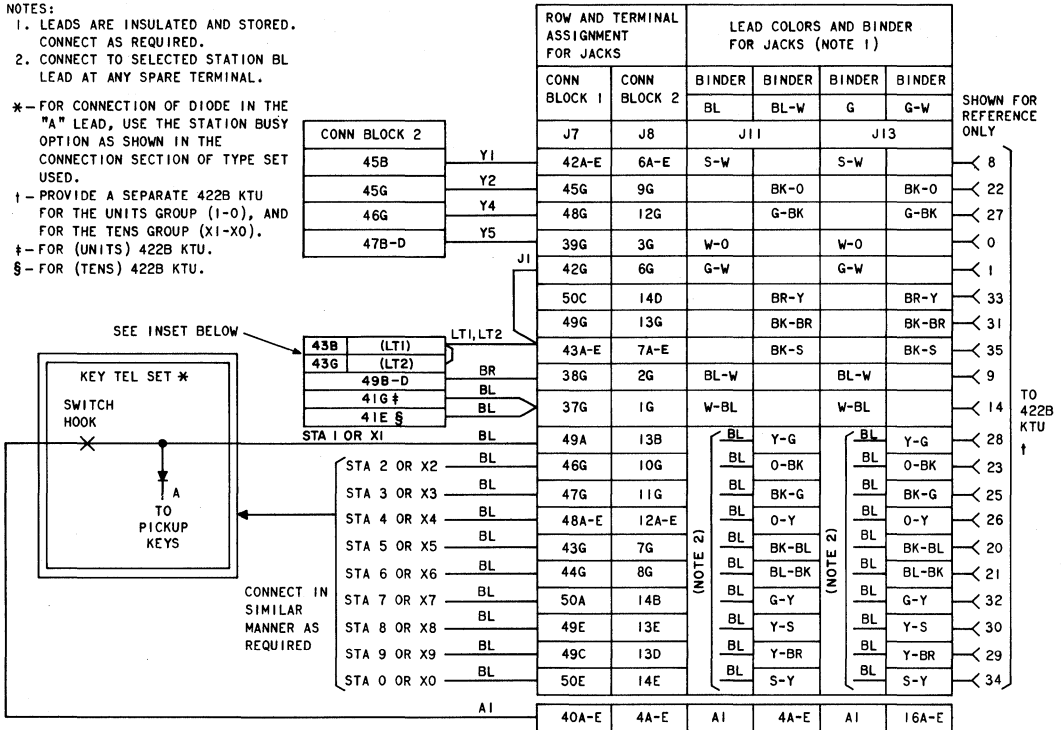 NOTES:
1. LEADS ARE INSULATED AND STORED.
CONNECT AS REQUIRED.
2. CONNECT TO SELECTED STATION BL
LEAD AT ANY SPARE TERMINAL.
*– FOR CONNECTION OF DIODE IN THE
"A" LEAD, USE THE STATION BUSY
OPTION AS SHOWN IN THE
CONNECTION SECTION OF TYPE SET
USED.
†– PROVIDE A SEPARATE 422B KTU
FOR THE UNITS GROUP (1-0), AND
FOR THE TENS GROUP (X1-X0).
‡– FOR (UNITS) 422B KTU.
§– FOR (TENS) 422B KTU.
ROW AND TERMINAL
ASSIGNMENT
FOR JACKS
LEAD COLORS AND BINDER
FOR JACKS (NOTE 1)
CONN
BLOCK 1
CONN
BLOCK 2
BINDER BINDER BINDER BINDER
BL BL-W G G-W
SHOWN FOR
REFERENCE
ONLY
CONN BLOCK 2
J7 J8 J11 J13
45B Y1 42A-E 6A-E S-W S-W 8
45G Y2 45G 9G BK-O BK-O 22
46G Y4 48G 12G G-BK G-BK 27
47B-D Y5 39G 3G W-O W-O 0
J1 42G 6G G-W G-W 1
50C 14D BR-Y BR-Y 33
49G 13G BK-BR BK-BR 31
SEE INSET BELOW
43B (LT1) LT1, LT2 43A-E 7A-E BK-S BK-S 35
43G (LT2)
49B-D BR 38G 2G BL-W BL-W 9
41G ‡ BL
41E § BL 37G 1G W-BL W-BL 14
TO
422B
KTU
†
KEY TEL SET *
SWITCH
HOOK
A
TO
PICKUP
KEYS
STA 1 OR X1 BL 49A 13B BL Y-G BL Y-G 28
STA 2 OR X2 BL 46G 10G BL O-BK BL O-BK 23
STA 3 OR X3 BL 47G 11G BL BK-G BL BK-G 25
STA 4 OR X4 BL 48A-E 12A-E BL O-Y BL O-Y 26
STA 5 OR X5 BL 43G 7G BL BK-BL BL BK-BL 20
STA 6 OR X6 BL 44G 8G BL BL-BK BL BL-BK 21
STA 7 OR X7 BL 50A 14B BL G-Y BL G-Y 32
STA 8 OR X8 BL 49E 13E BL Y-S BL Y-S 30
STA 9 OR X9 BL 49C 13D BL Y-BR BL Y-BR 29
STA 0 OR X0 BL 50E 14E BL S-Y BL S-Y 34
(NOTE 2)
(NOTE 2)
CONNECT IN
SIMILAR
MANNER AS
REQUIRED
A1 40A-E 4A-E A1 4A-E A1 16A-E